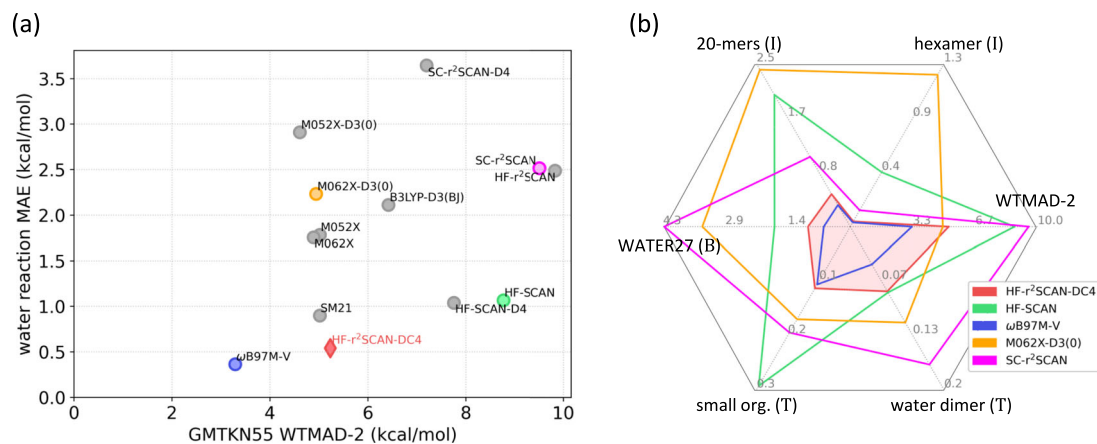 (a)
water reaction MAE (kcal/mol)
3.5
3.0
2.5
2.0
1.5
1.0
0.5
0.0
SC-r²SCAN-D4
M052X-D3(0)
SC-r²SCAN
HF-r²SCAN
M062X-D3(0)
B3LYP-D3(BJ)
M052X
M062X
HF-SCAN
HF-SCAN-D4
SM21
HF-r²SCAN-DC4
ωB97M-V
0 2 4 6 8 10
GMTKN55 WTMAD-2 (kcal/mol)
(b)
20-mers (I)
hexamer (I)
2.5
1.3
1.7
0.9
0.8
0.4
WTMAD-2
4.3 2.9 1.4 3.3 6.7 10.0
WATER27 (B)
0.1
0.07
0.2
0.13
0.3
0.2
small org. (T)
water dimer (T)
HF-r²SCAN-DC4
HF-SCAN
ωB97M-V
M062X-D3(0)
SC-r²SCAN